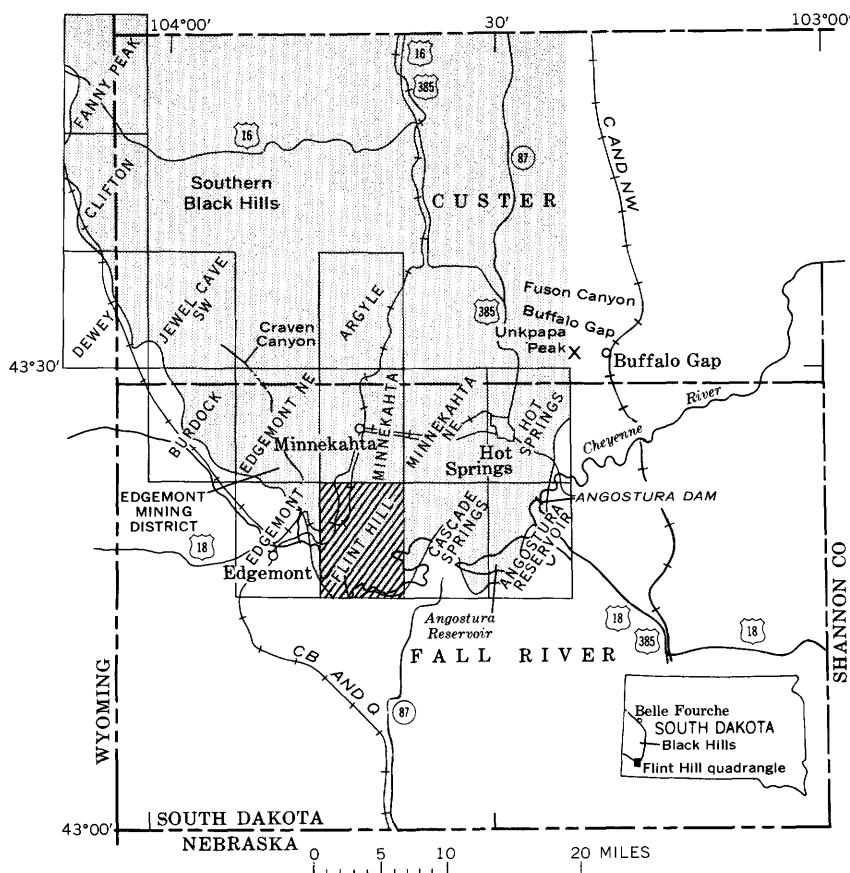 104°00'
30'
103°00'
FANNY PEAK
16
385
16
87
C AND NW
CLIFTON
Southern
Black Hills
CUSTER
DEWEY
JEWEL CAVE
SW
ARGYLE
Craven
Canyon
385
Fuson Canyon
Buffalo Gap
Unkpapa
Peak X
Buffalo Gap
43°30'
Cheyenne River
BURDOCK
EDGEMONT NE
Minnekahta
MINNEKAHTA
MINNEKAHTA
NE
HOT
SPRINGS
Hot
Springs
EDGEMONT
MINING
DISTRICT
ANGOSTURA DAM
18
EDGEMONT
Edgemont
FLINT HILL
CASCADE
SPRINGS
ANGOSTURA
RESERVOIR
Angostura
Reservoir
18
385
18
FALL RIVER
SHANNON CO
WYOMING
CB AND Q
87
Belle Fourche
SOUTH DAKOTA
Black Hills
Flint Hill quadrangle
43°00'
SOUTH DAKOTA
NEBRASKA
0 5 10 20 MILES